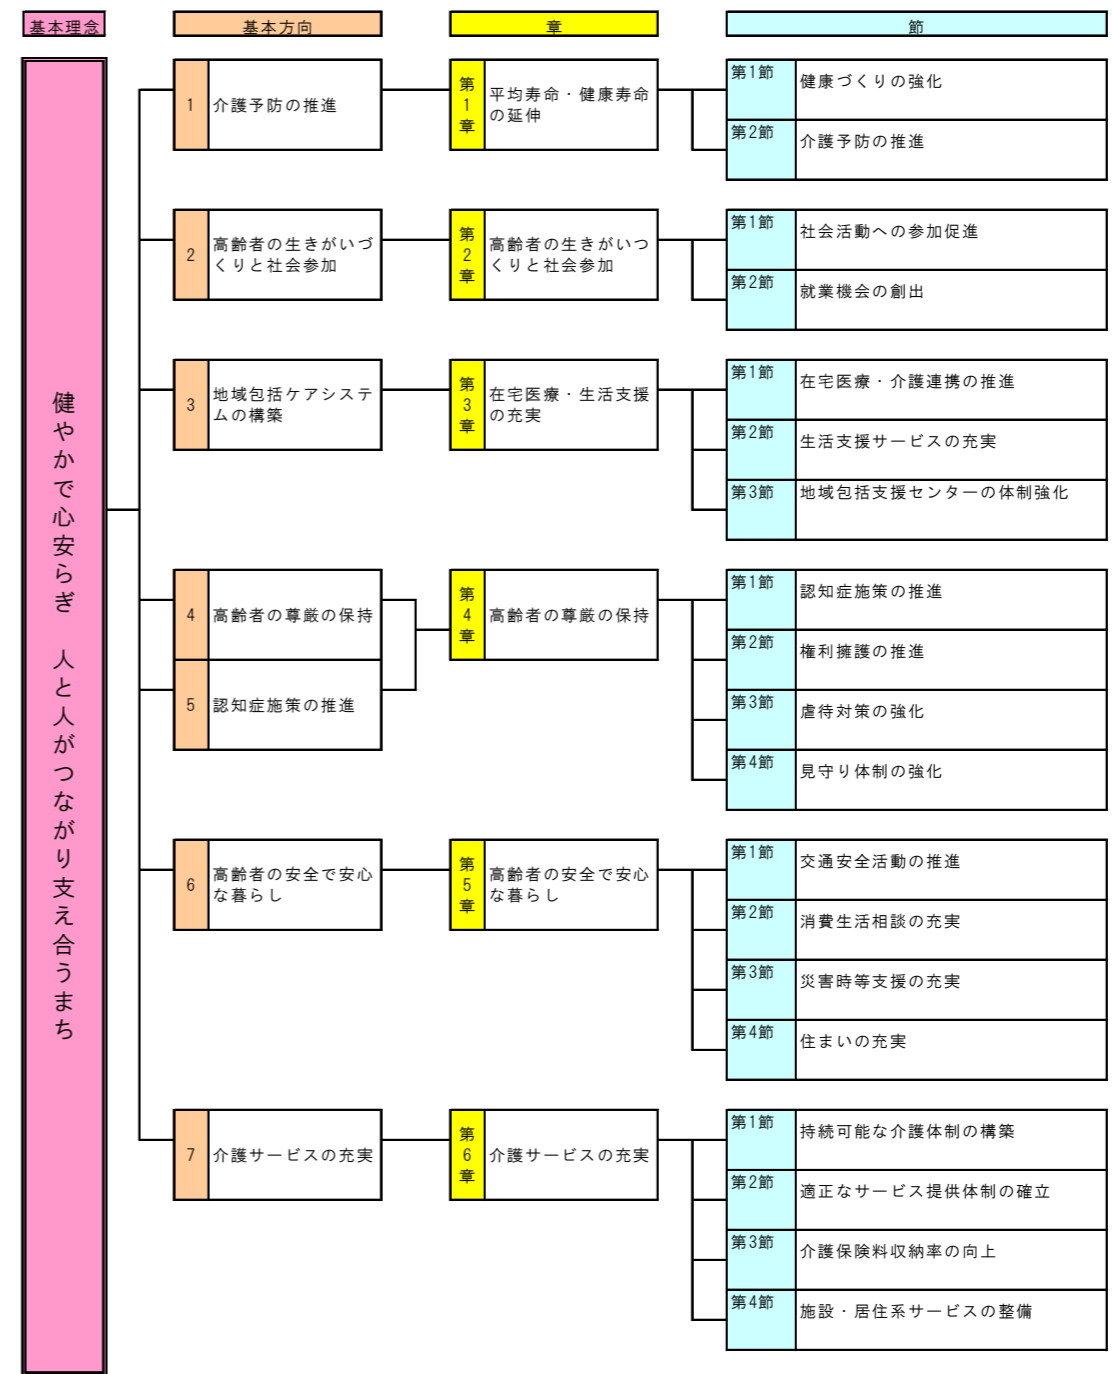 基本理念
基本方向
章
節
健やかで心安らぎ　人と人がつながり支え合うまち
1
介護予防の推進
第1章
平均寿命・健康寿命
の延伸
第1節
健康づくりの強化
第2節
介護予防の推進
2
高齢者の生きがいづ
くりと社会参加
第2章
高齢者の生きがいつ
くりと社会参加
第1節
社会活動への参加促進
第2節
就業機会の創出
3
地域包括ケアシステ
ムの構築
第3章
在宅医療・生活支援
の充実
第1節
在宅医療・介護連携の推進
第2節
生活支援サービスの充実
第3節
地域包括支援センターの体制強化
4
高齢者の尊厳の保持
5
認知症施策の推進
第4章
高齢者の尊厳の保持
第1節
認知症施策の推進
第2節
権利擁護の推進
第3節
虐待対策の強化
第4節
見守り体制の強化
6
高齢者の安全で安心
な暮らし
第5章
高齢者の安全で安心
な暮らし
第1節
交通安全活動の推進
第2節
消費生活相談の充実
第3節
災害時等支援の充実
第4節
住まいの充実
7
介護サービスの充実
第6章
介護サービスの充実
第1節
持続可能な介護体制の構築
第2節
適正なサービス提供体制の確立
第3節
介護保険料収納率の向上
第4節
施設・居住系サービスの整備